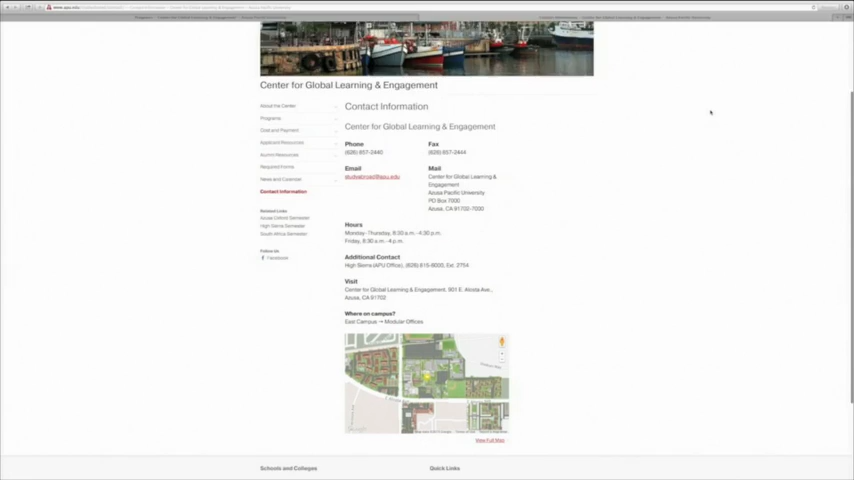 Center for Global Learning & Engagement
About the Center
Programs
Cost and Payment
Applicant Resources
Alumni Resources
Required Forms
News and Calendar
Contact Information
Related Links
Azusa Oxford Semester
High Sierra Semester
South Africa Semester
Follow Us
Facebook
Contact Information
Center for Global Learning & Engagement
Phone
(626) 857-2440
Fax
(626) 857-2444
Email
studyabroad@apu.edu
Mail
Center for Global Learning &
Engagement
Azusa Pacific University
PO Box 7000
Azusa, CA 91702-7000
Hours
Monday-Thursday, 8:30 a.m.-4:30 p.m.
Friday, 8:30 a.m.-4 p.m.
Additional Contact
High Sierra (APU Office), (626) 815-6000, Ext. 2754
Visit
Center for Global Learning & Engagement, 901 E. Alosta Ave.,
Azusa, CA 91702
Where on campus?
East Campus → Modular Offices
View Full Map
Schools and Colleges
Quick Links